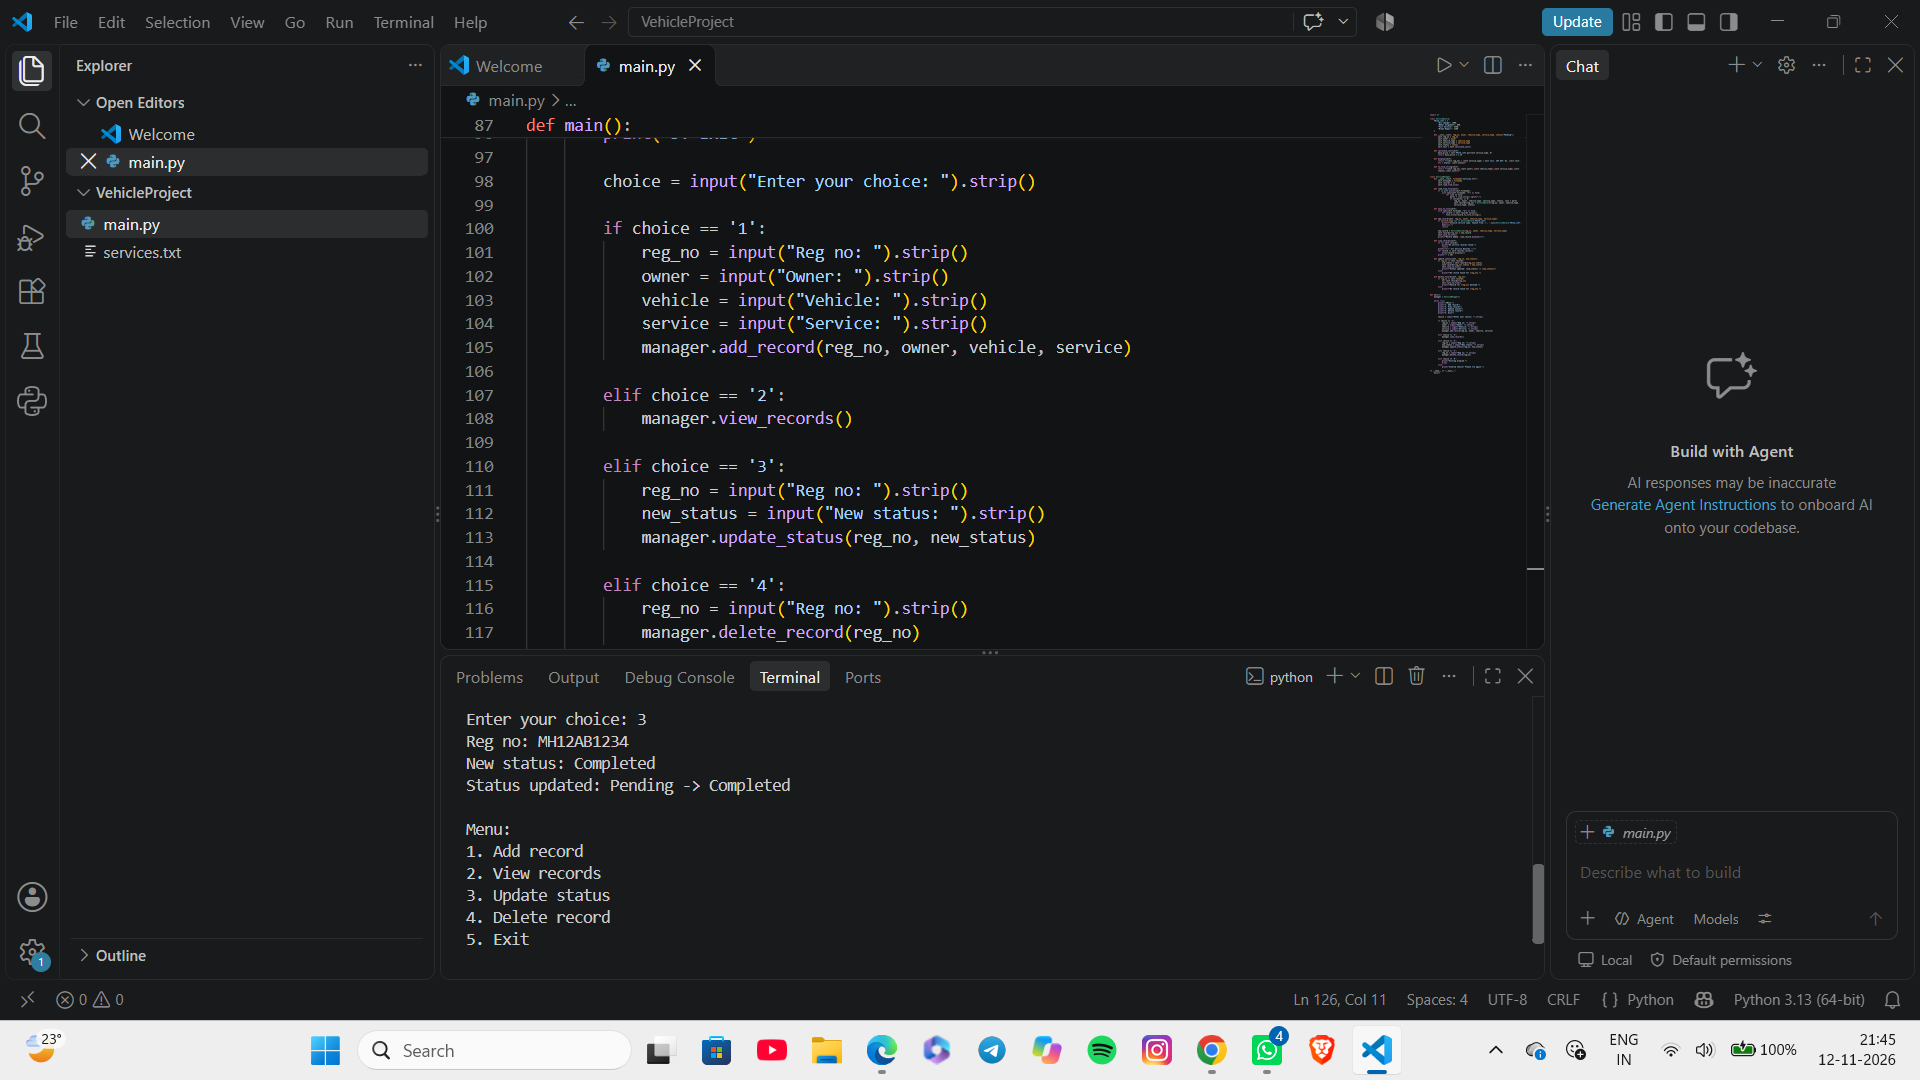 File Edit Selection View Go Run Terminal Help
VehicleProject
Update
Explorer
Open Editors
Welcome
main.py
VehicleProject
main.py
services.txt
Outline
1
Welcome
main.py
main.py > ...
87 def main():
97
98 choice = input("Enter your choice: ").strip()
99
100 if choice == '1':
101 reg_no = input("Reg no: ").strip()
102 owner = input("Owner: ").strip()
103 vehicle = input("Vehicle: ").strip()
104 service = input("Service: ").strip()
105 manager.add_record(reg_no, owner, vehicle, service)
106
107 elif choice == '2':
108 manager.view_records()
109
110 elif choice == '3':
111 reg_no = input("Reg no: ").strip()
112 new_status = input("New status: ").strip()
113 manager.update_status(reg_no, new_status)
114
115 elif choice == '4':
116 reg_no = input("Reg no: ").strip()
117 manager.delete_record(reg_no)
Problems Output Debug Console Terminal Ports
python
Enter your choice: 3
Reg no: MH12AB1234
New status: Completed
Status updated: Pending -> Completed
Menu:
1. Add record
2. View records
3. Update status
4. Delete record
5. Exit
Chat
Build with Agent
AI responses may be inaccurate
Generate Agent Instructions to onboard AI
onto your codebase.
main.py
Describe what to build
Agent Models
Local Default permissions
0 0
Ln 126, Col 11 Spaces: 4 UTF-8 CRLF {} Python Python 3.13 (64-bit)
23°
Search
4
ENG
IN
100%
21:45
12-11-2026